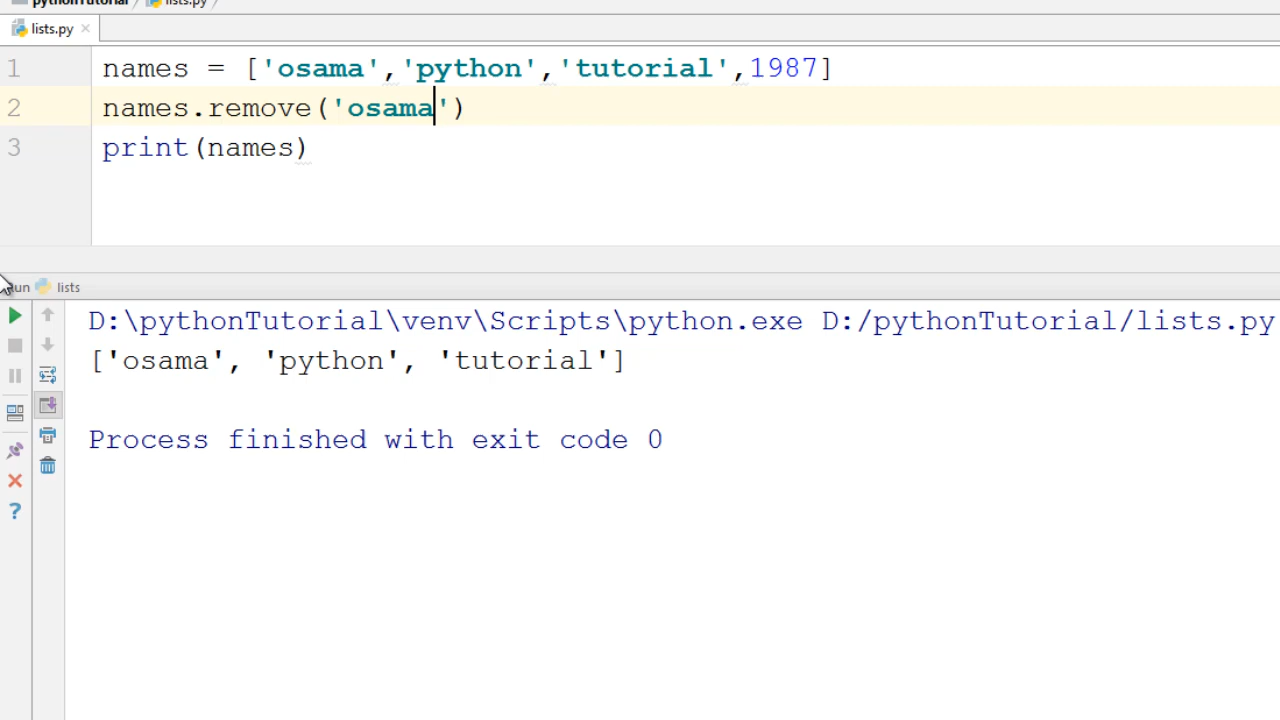 pythonTutorial lists.py
lists.py
1 names = ['osama','python','tutorial',1987]
2 names.remove('osama')
3 print(names)
lists
D:\pythonTutorial\venv\Scripts\python.exe D:/pythonTutorial/lists.py
['osama', 'python', 'tutorial']
Process finished with exit code 0